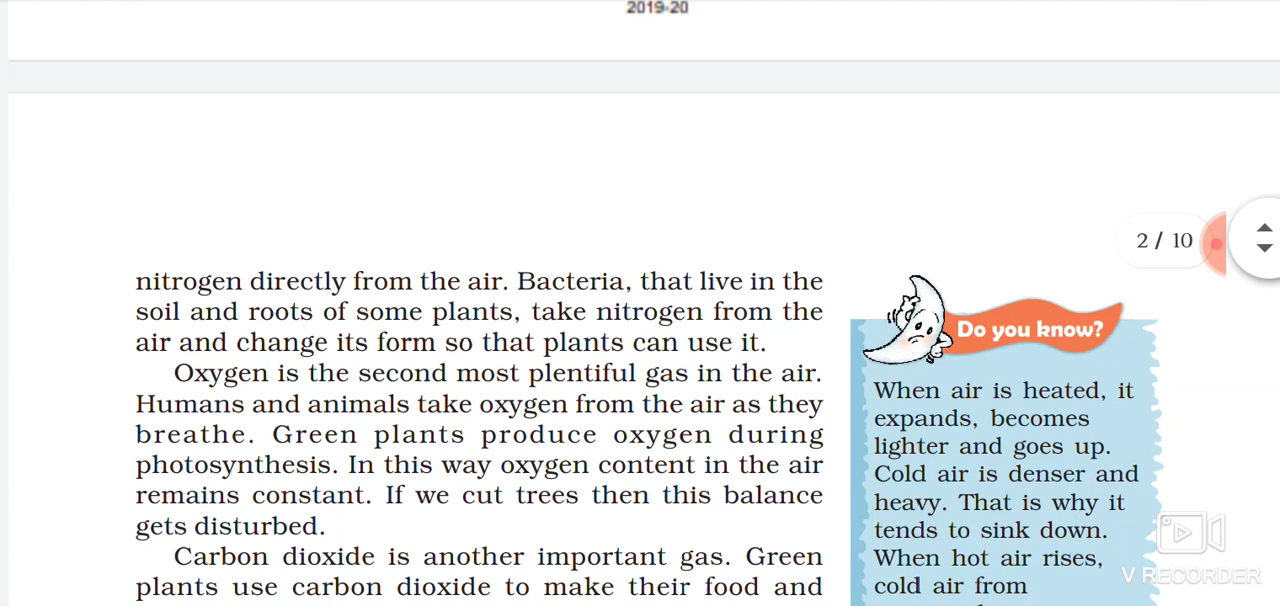 2019-20
2 / 10
nitrogen directly from the air. Bacteria, that live in the
soil and roots of some plants, take nitrogen from the
air and change its form so that plants can use it.
Oxygen is the second most plentiful gas in the air.
Humans and animals take oxygen from the air as they
breathe. Green plants produce oxygen during
photosynthesis. In this way oxygen content in the air
remains constant. If we cut trees then this balance
gets disturbed.
Carbon dioxide is another important gas. Green
plants use carbon dioxide to make their food and
Do you know?
When air is heated, it
expands, becomes
lighter and goes up.
Cold air is denser and
heavy. That is why it
tends to sink down.
When hot air rises,
cold air from
V RECORDER